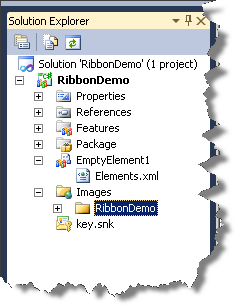 Solution Explorer
Solution 'RibbonDemo' (1 project)
RibbonDemo
Properties
References
Features
Package
EmptyElement1
Elements.xml
Images
RibbonDemo
key.snk